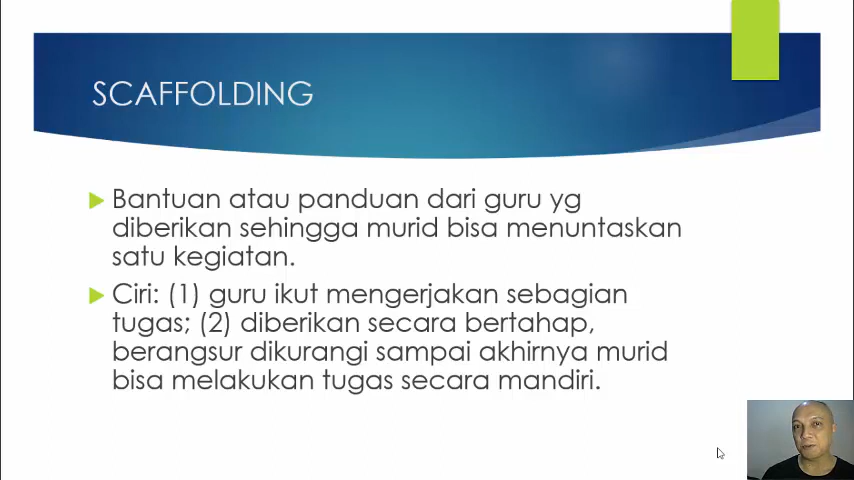 SCAFFOLDING
Bantuan atau panduan dari guru yg
diberikan sehingga murid bisa menuntaskan
satu kegiatan.
Ciri: (1) guru ikut mengerjakan sebagian
tugas; (2) diberikan secara bertahap,
berangsur dikurangi sampai akhirnya murid
bisa melakukan tugas secara mandiri.